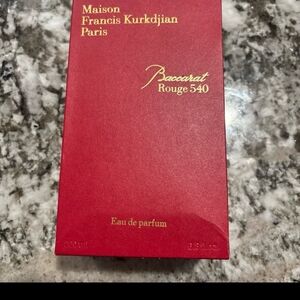 Maison
Francis Kurkdjian
Paris
Baccarat
Rouge 540
Eau de parfum